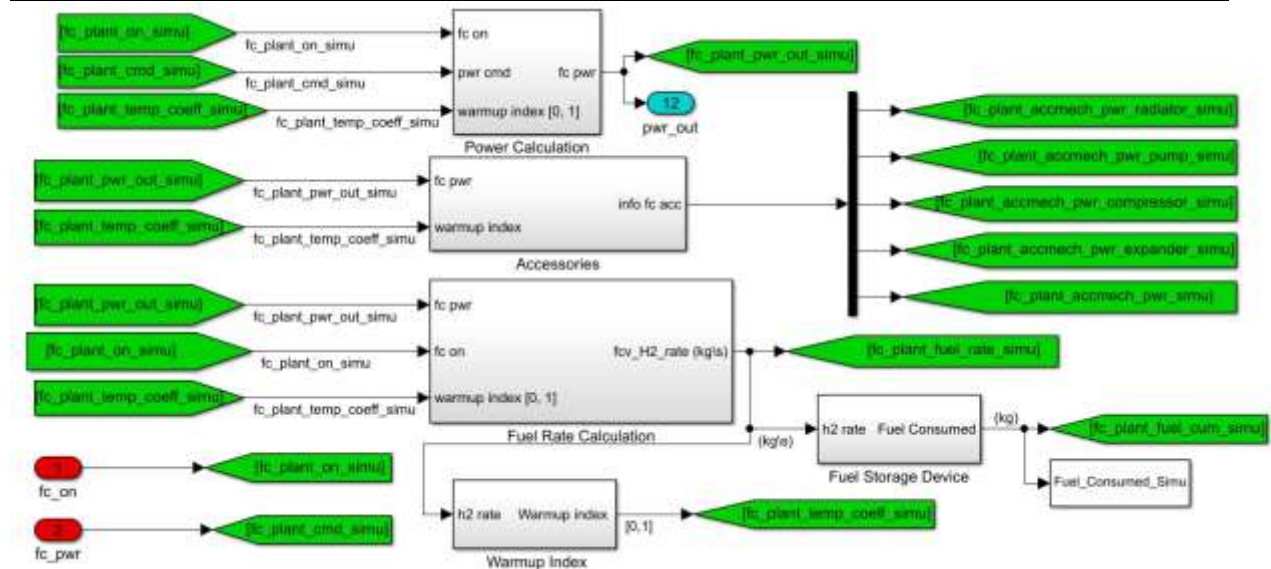 [fc_plant_on_simu]
fc_plant_on_simu
fc on
[fc_plant_cmd_simu]
fc_plant_cmd_simu
pwr cmd
[fc_plant_temp_coeff_simu]
fc_plant_temp_coeff_simu
warmup index [0, 1]
fc pwr
Power Calculation
[fc_plant_pwr_out_simu]
12
pwr_out
[fc_plant_pwr_out_simu]
fc_plant_pwr_out_simu
fc pwr
[fc_plant_temp_coeff_simu]
fc_plant_temp_coeff_simu
warmup index
info fc acc
Accessories
[fc_plant_accmech_pwr_radiator_simu]
[fc_plant_accmech_pwr_pump_simu]
[fc_plant_accmech_pwr_compressor_simu]
[fc_plant_accmech_pwr_expander_simu]
[fc_plant_accmech_pwr_simu]
[fc_plant_pwr_out_simu]
fc_plant_pwr_out_simu
fc pwr
[fc_plant_on_simu]
fc_plant_on_simu
fc on
[fc_plant_temp_coeff_simu]
fc_plant_temp_coeff_simu
warmup index [0, 1]
fcv_H2_rate (kg\s)
Fuel Rate Calculation
[fc_plant_fuel_rate_simu]
(kg\s)
h2 rate
Fuel Consumed
Fuel Storage Device
(kg)
[fc_plant_fuel_cum_simu]
Fuel_Consumed_Simu
1
fc_on
[fc_plant_on_simu]
2
fc_pwr
[fc_plant_cmd_simu]
h2 rate
Warmup index
Warmup Index
[0,1]
[fc_plant_temp_coeff_simu]